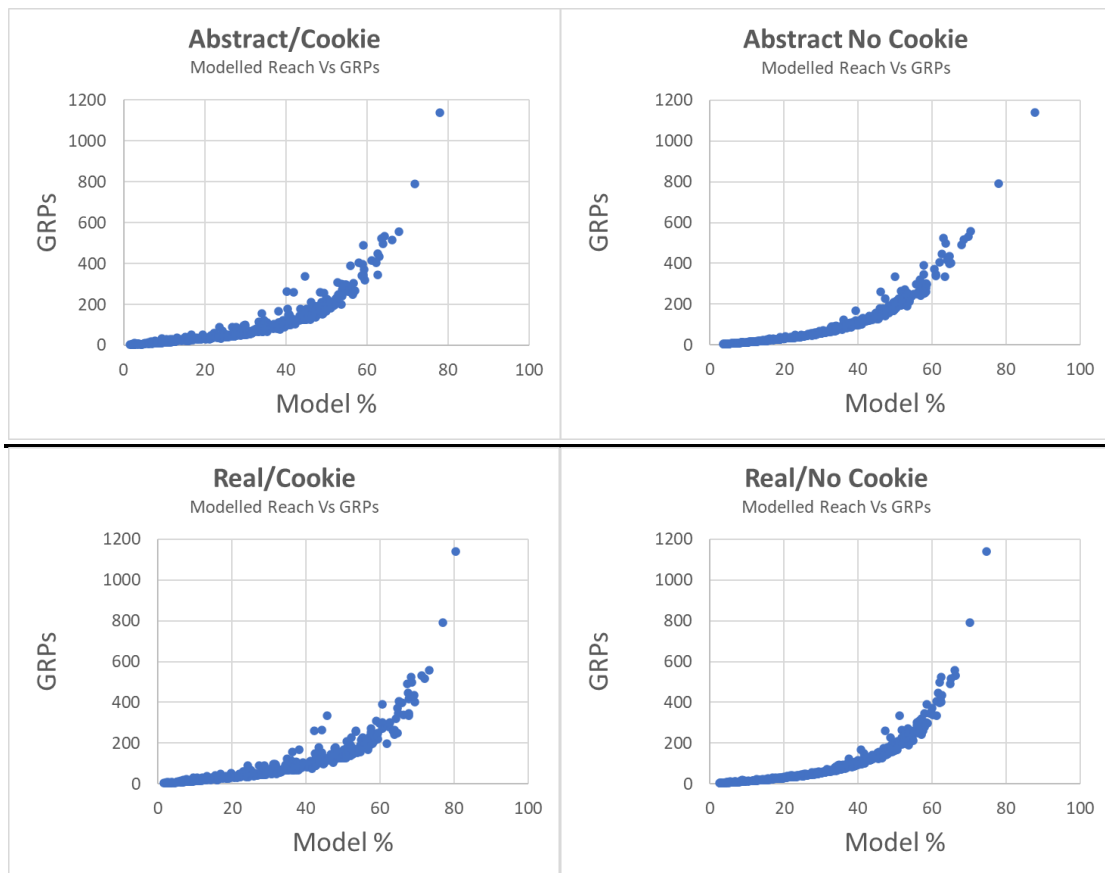 Abstract/Cookie
Modelled Reach Vs GRPs
GRPs
1200
1000
800
600
400
200
0
0 20 40 60 80 100
Model %
Abstract No Cookie
Modelled Reach Vs GRPs
GRPs
1200
1000
800
600
400
200
0
0 20 40 60 80 100
Model %
Real/Cookie
Modelled Reach Vs GRPs
GRPs
1200
1000
800
600
400
200
0
0 20 40 60 80 100
Model %
Real/No Cookie
Modelled Reach Vs GRPs
GRPs
1200
1000
800
600
400
200
0
0 20 40 60 80 100
Model %